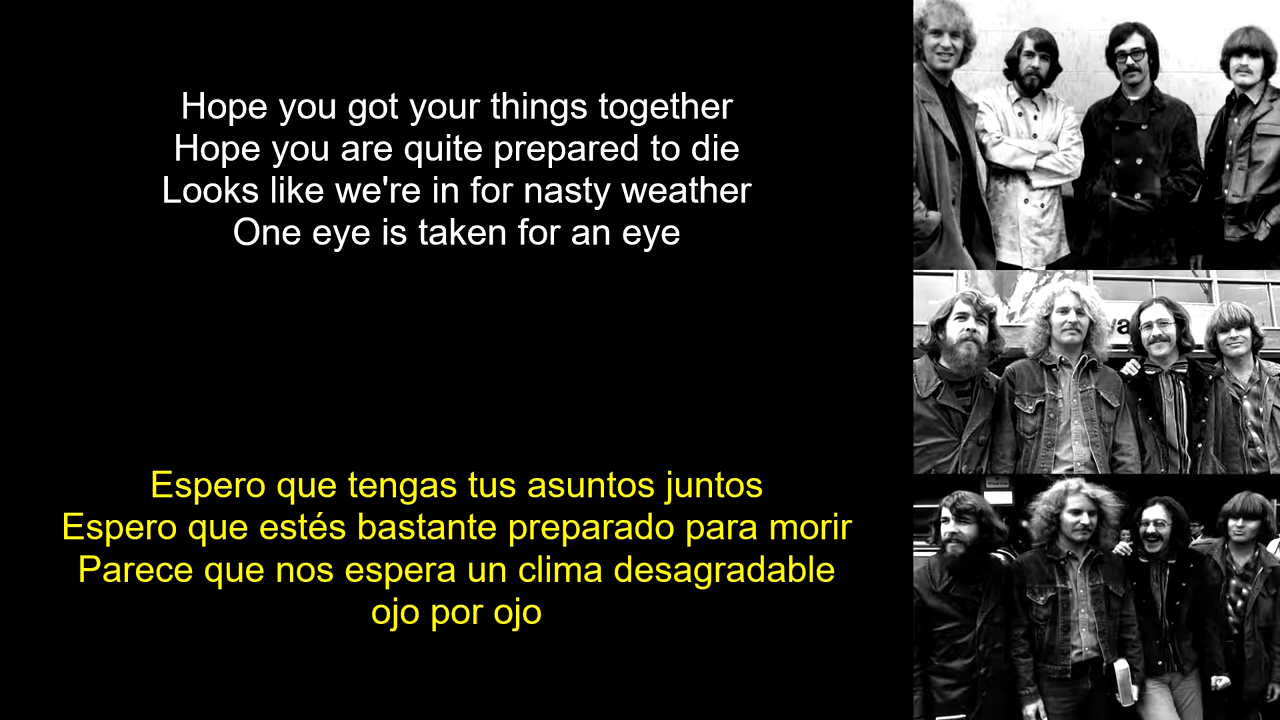 Hope you got your things together
Hope you are quite prepared to die
Looks like we're in for nasty weather
One eye is taken for an eye
Espero que tengas tus asuntos juntos
Espero que estés bastante preparado para morir
Parece que nos espera un clima desagradable
ojo por ojo